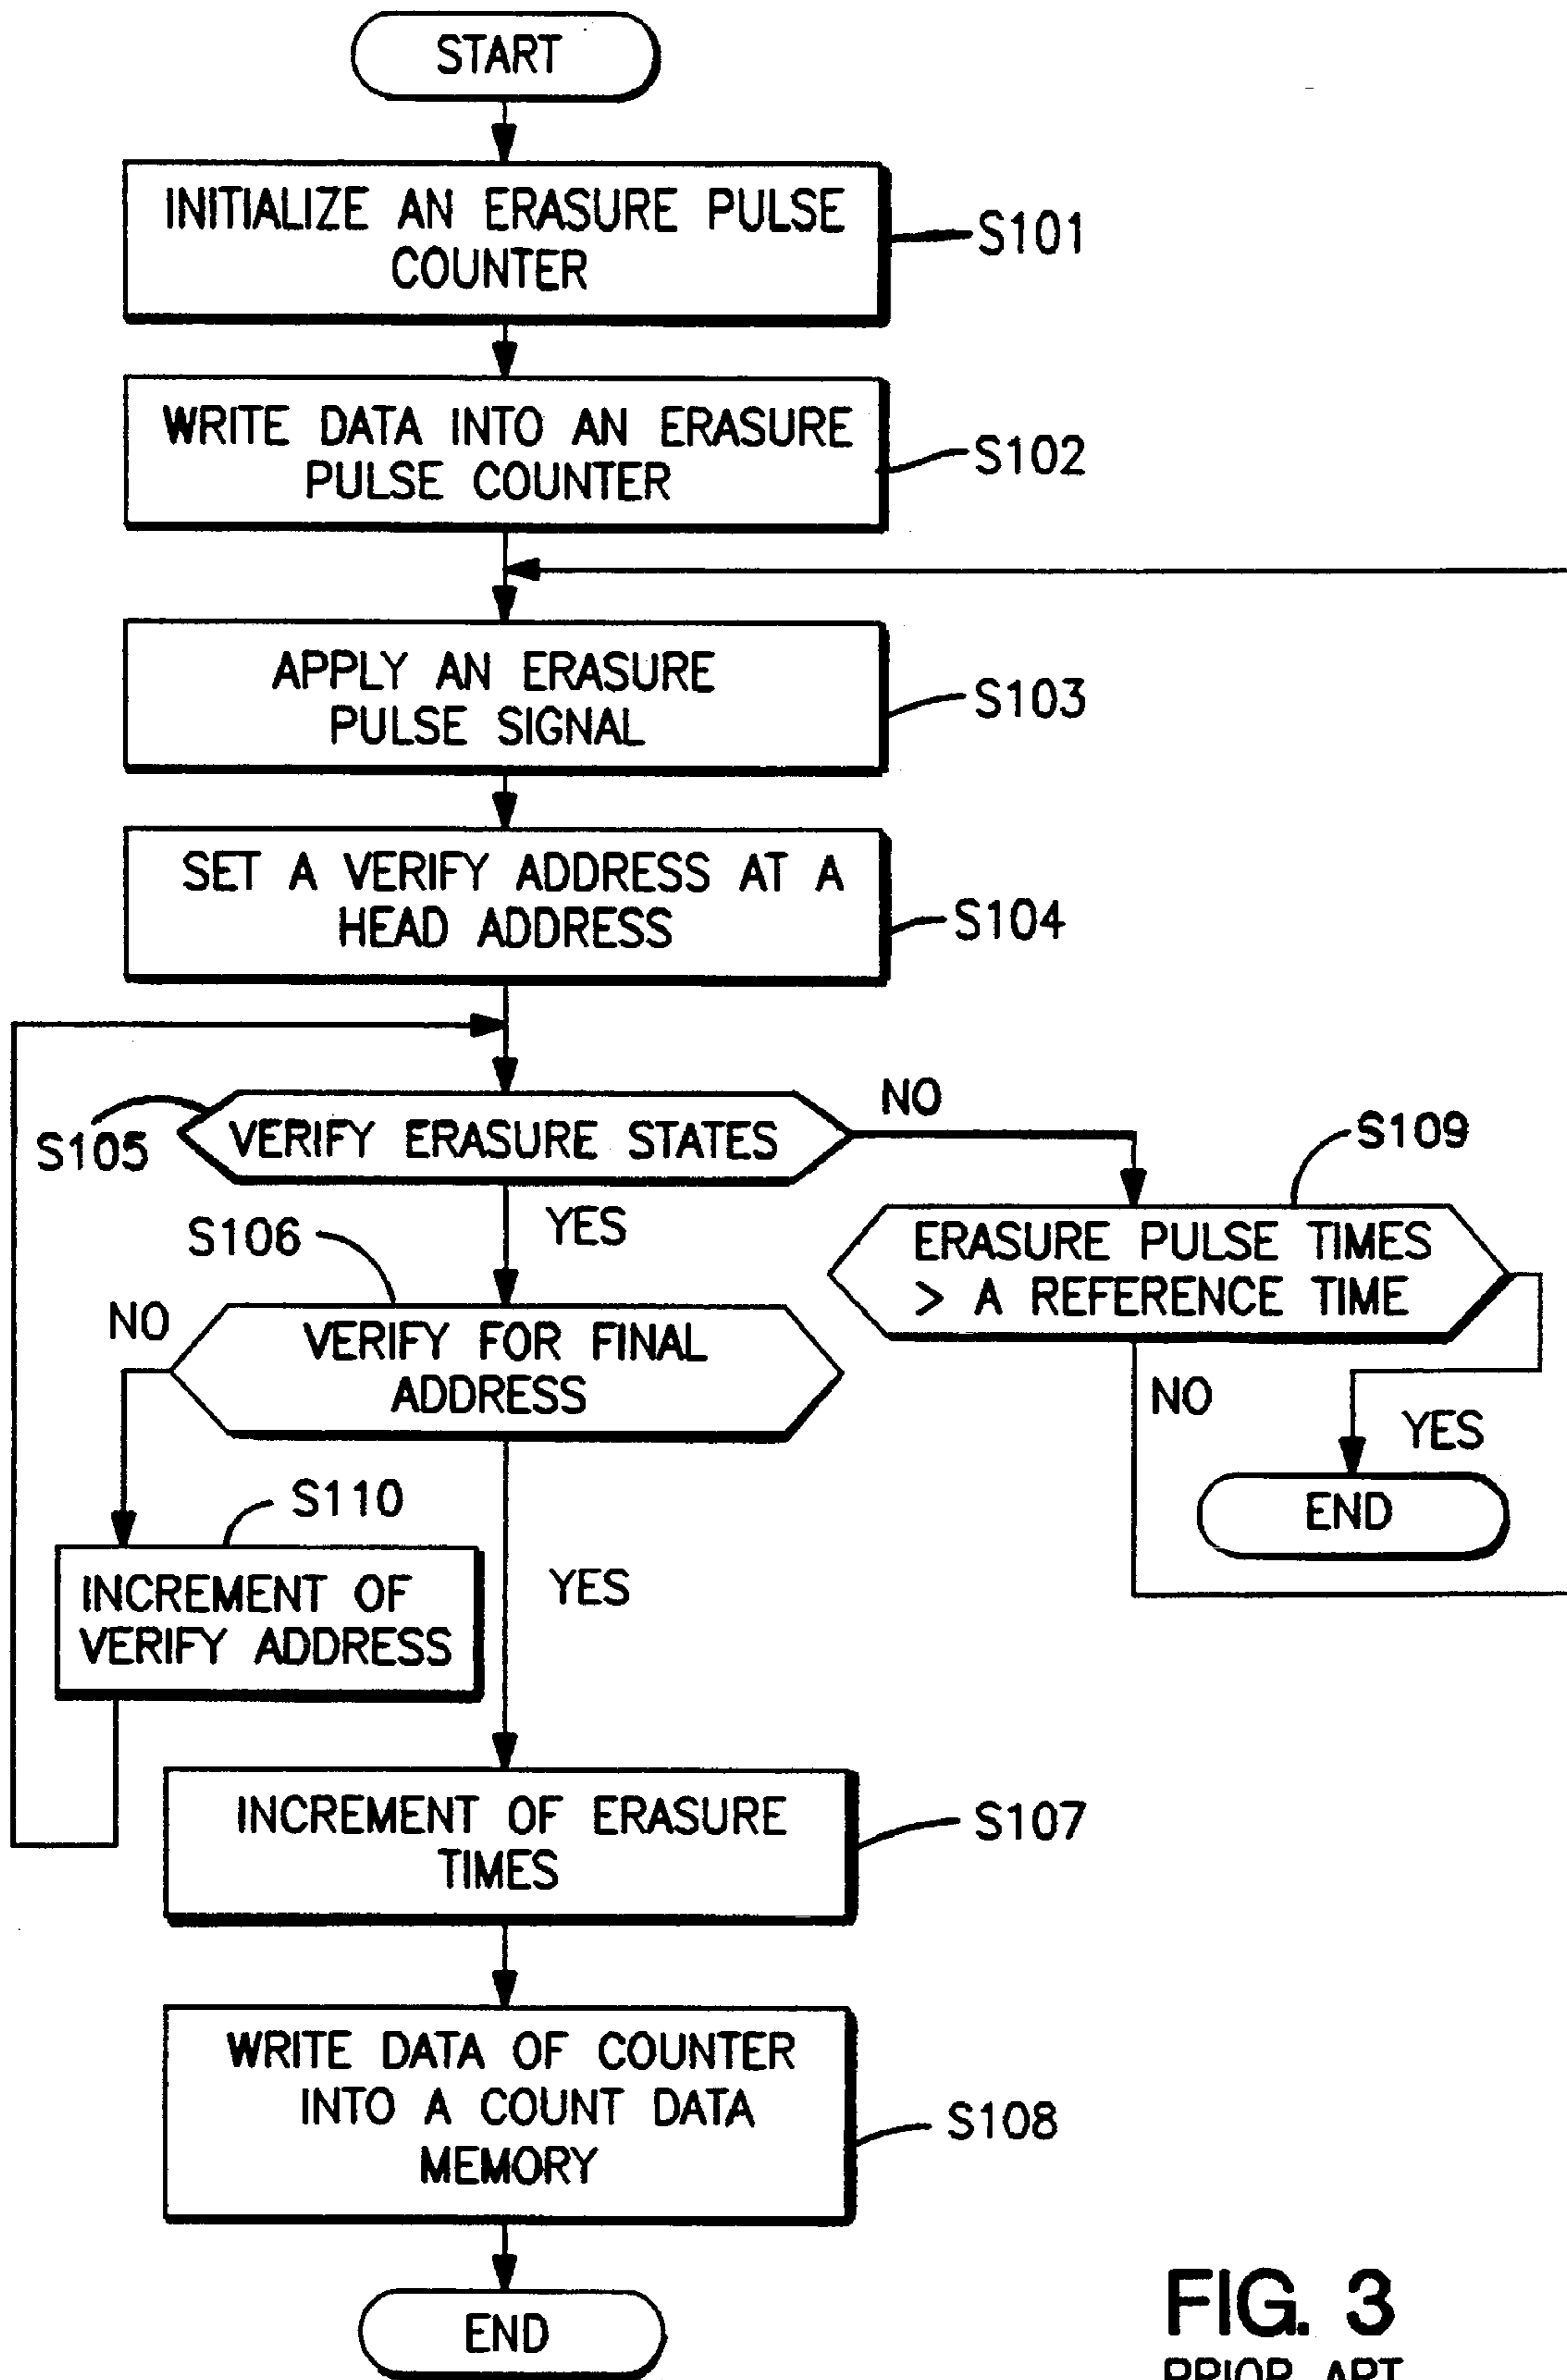 START
INITIALIZE AN ERASURE PULSE
COUNTER
S101
WRITE DATA INTO AN ERASURE
PULSE COUNTER
S102
APPLY AN ERASURE
PULSE SIGNAL
S103
SET A VERIFY ADDRESS AT A
HEAD ADDRESS
S104
S105
VERIFY ERASURE STATES
NO
YES
S109
ERASURE PULSE TIMES
> A REFERENCE TIME
NO
YES
END
S106
NO
VERIFY FOR FINAL
ADDRESS
YES
S110
INCREMENT OF
VERIFY ADDRESS
INCREMENT OF ERASURE
TIMES
S107
WRITE DATA OF COUNTER
INTO A COUNT DATA
MEMORY
S108
END
FIG. 3
PRIOR ART